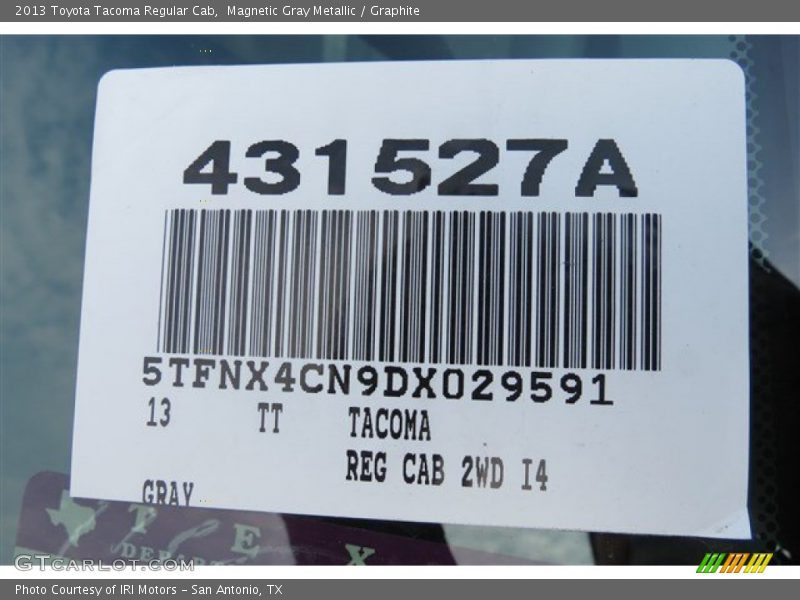 2013 Toyota Tacoma Regular Cab,  Magnetic Gray Metallic / Graphite
431527A
5TFNX4CN9DX029591
13 TT TACOMA
REG CAB 2WD I4
GRAY
T E X
GTCARLOT.COM
Photo Courtesy of IRI Motors – San Antonio, TX